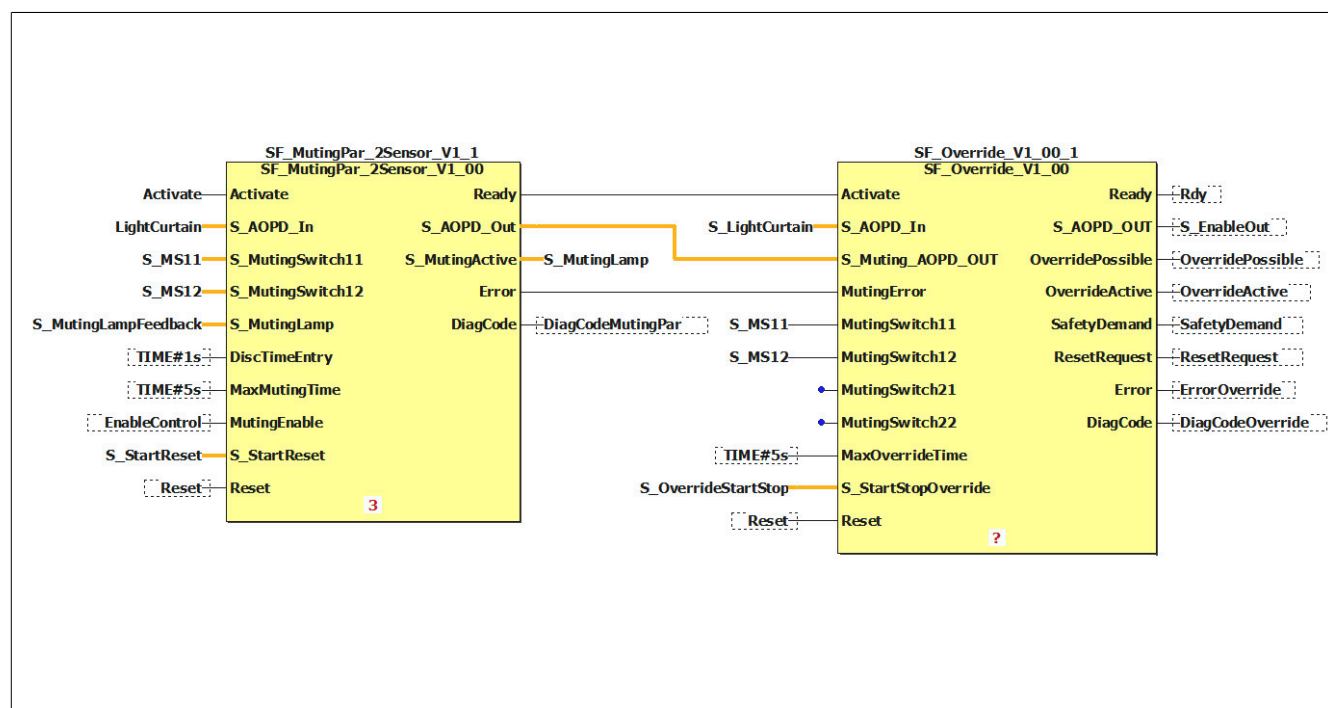 SF_MutingPar_2Sensor_V1_1
SF_MutingPar_2Sensor_V1_00
Activate Activate Ready
LightCurtain S_AOPD_In S_AOPD_Out
S_MS11 S_MutingSwitch11 S_MutingActive S_MutingLamp
S_MS12 S_MutingSwitch12 Error
S_MutingLampFeedback S_MutingLamp DiagCode DiagCodeMutingPar
TIME#1s DiscTimeEntry
TIME#5s MaxMutingTime
EnableControl MutingEnable
S_StartReset S_StartReset
Reset Reset
3
SF_Override_V1_00_1
SF_Override_V1_00
Activate Ready Rdy
S_LightCurtain S_AOPD_In S_AOPD_OUT S_EnableOut
S_Muting_AOPD_OUT OverridePossible OverridePossible
MutingError OverrideActive OverrideActive
S_MS11 MutingSwitch11 SafetyDemand SafetyDemand
S_MS12 MutingSwitch12 ResetRequest ResetRequest
MutingSwitch21 Error ErrorOverride
MutingSwitch22 DiagCode DiagCodeOverride
TIME#5s MaxOverrideTime
S_OverrideStartStop S_StartStopOverride
Reset Reset
?